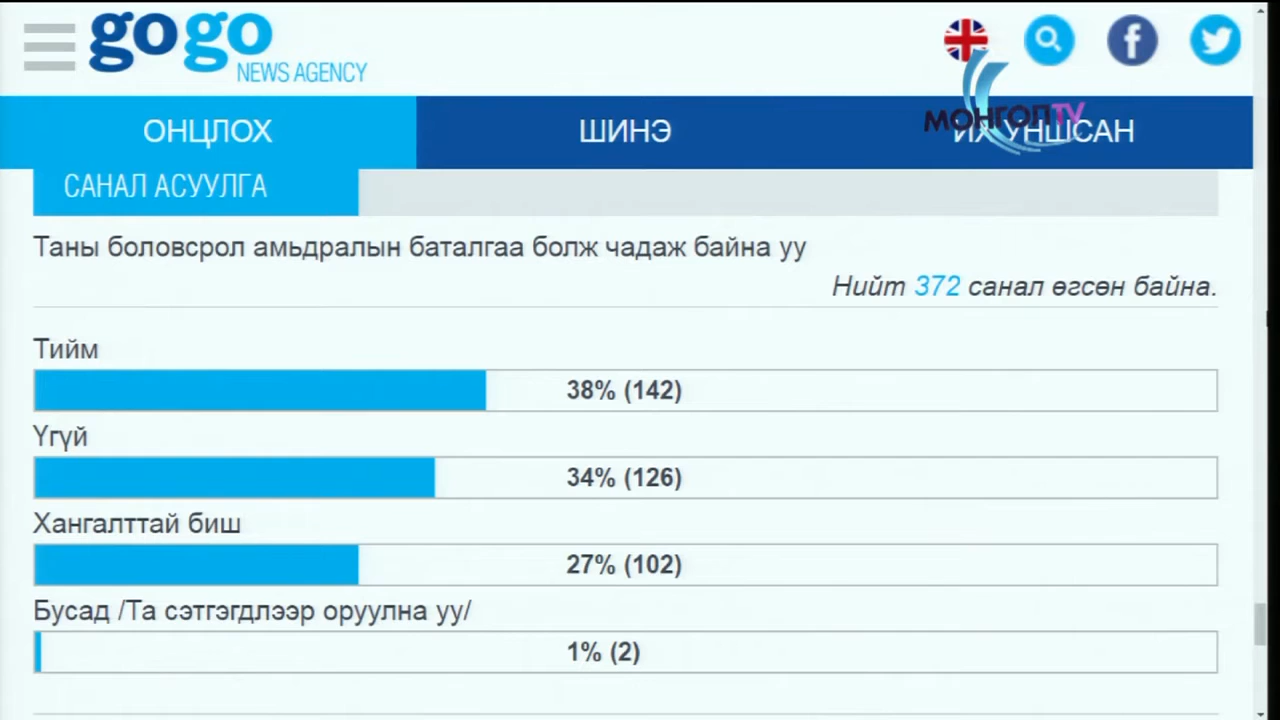 gogo
NEWS AGENCY
МОНГОЛTV
ОНЦЛОХ
ШИНЭ
ИХ УНШСАН
САНАЛ АСУУЛГА
Таны боловсрол амьдралын баталгаа болж чадаж байна уу
Нийт 372 санал өгсөн байна.
Тийм
38% (142)
Үгүй
34% (126)
Хангалттай биш
27% (102)
Бусад /Та сэтгэгдлээр оруулна уу/
1% (2)